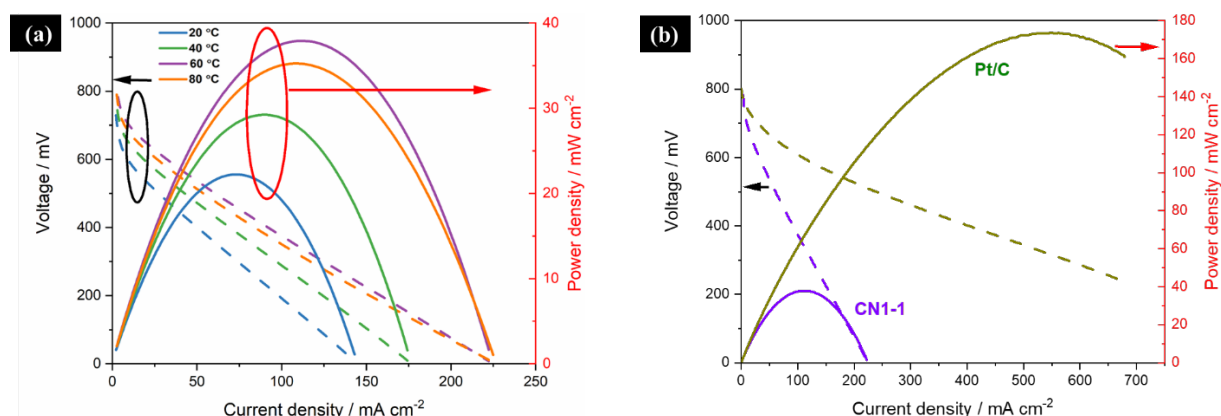 (a)
20 °C
40 °C
60 °C
80 °C
1000
800
600
400
200
0
Voltage / mV
0
50
100
150
200
250
Current density / mA cm⁻²
40
30
20
10
0
Power density / mW cm⁻²
(b)
Pt/C
CN1-1
1000
800
600
400
200
0
Voltage / mV
0
100
200
300
400
500
600
700
Current density / mA cm⁻²
180
160
140
120
100
80
60
40
20
0
Power density / mW cm⁻²